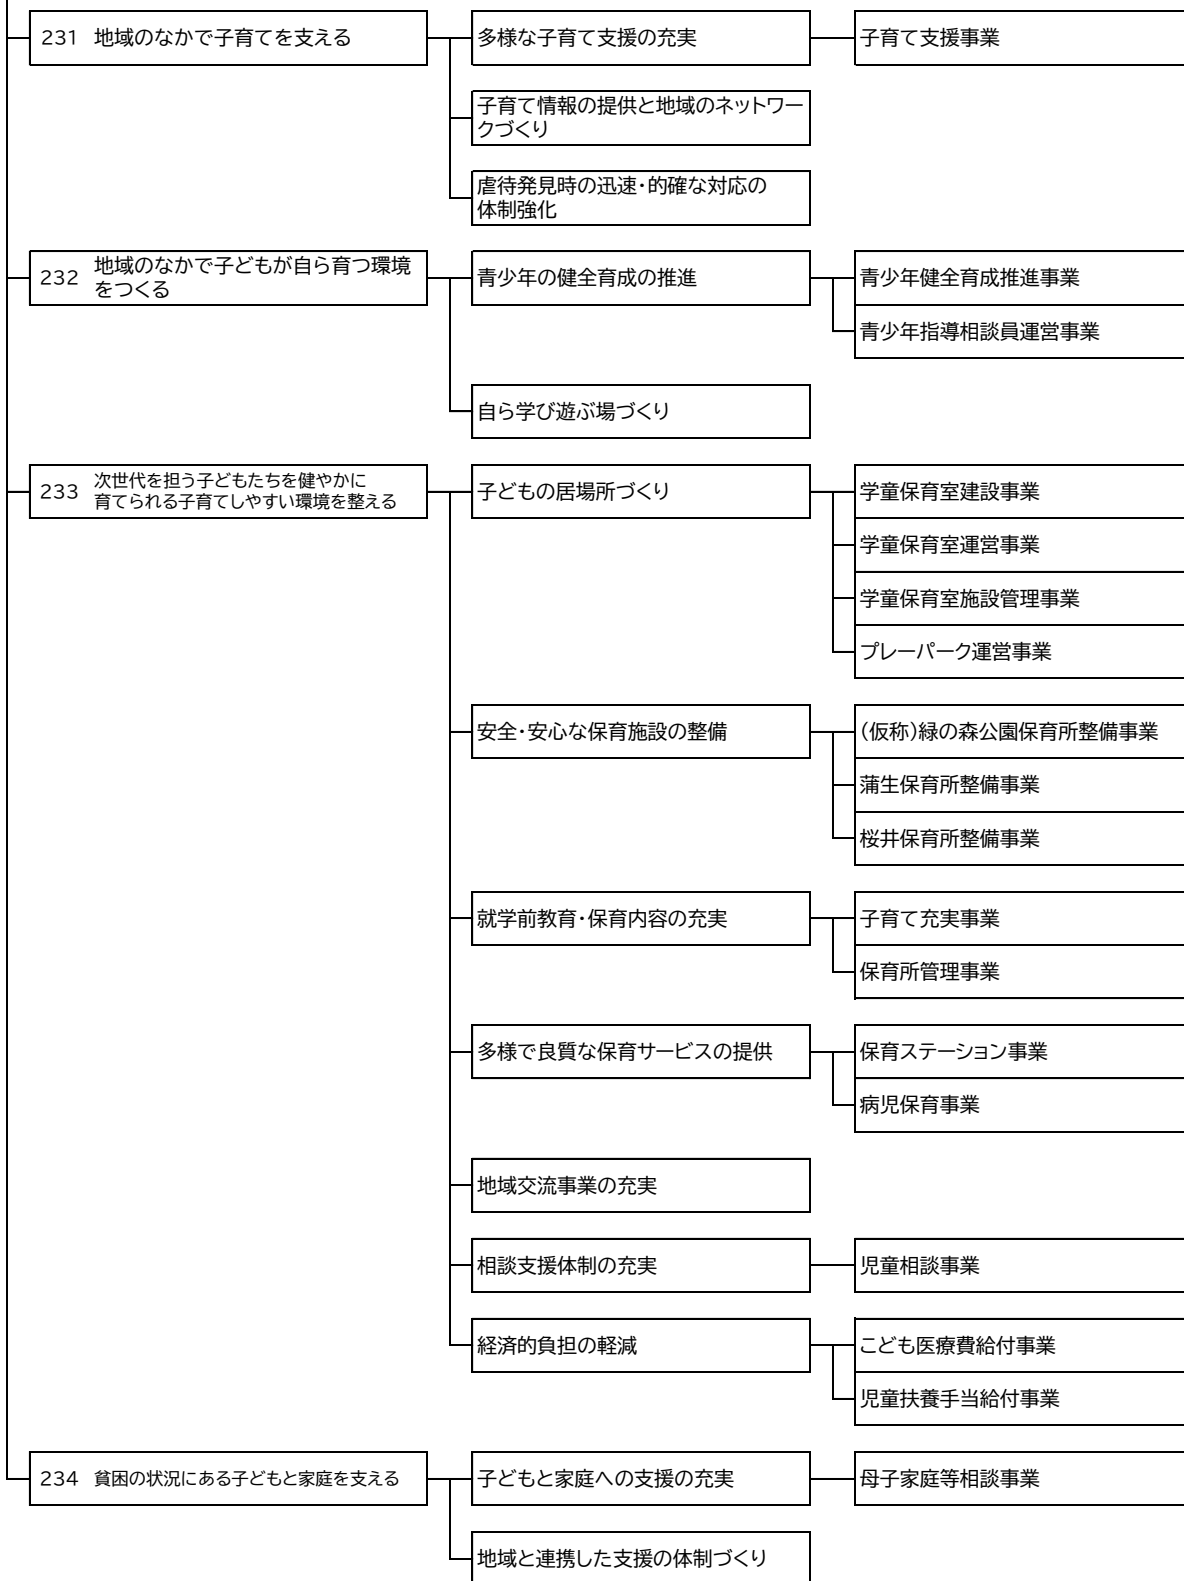 231 地域のなかで子育てを支える
多様な子育て支援の充実
子育て支援事業
子育て情報の提供と地域のネットワー
クづくり
虐待発見時の迅速・的確な対応の
体制強化
232 地域のなかで子どもが自ら育つ環境
をつくる
青少年の健全育成の推進
青少年健全育成推進事業
青少年指導相談員運営事業
自ら学び遊ぶ場づくり
233 次世代を担う子どもたちを健やかに
育てられる子育てしやすい環境を整える
子どもの居場所づくり
学童保育室建設事業
学童保育室運営事業
学童保育室施設管理事業
プレーパーク運営事業
安全・安心な保育施設の整備
(仮称)緑の森公園保育所整備事業
蒲生保育所整備事業
桜井保育所整備事業
就学前教育・保育内容の充実
子育て充実事業
保育所管理事業
多様で良質な保育サービスの提供
保育ステーション事業
病児保育事業
地域交流事業の充実
相談支援体制の充実
児童相談事業
経済的負担の軽減
こども医療費給付事業
児童扶養手当給付事業
234 貧困の状況にある子どもと家庭を支える
子どもと家庭への支援の充実
母子家庭等相談事業
地域と連携した支援の体制づくり